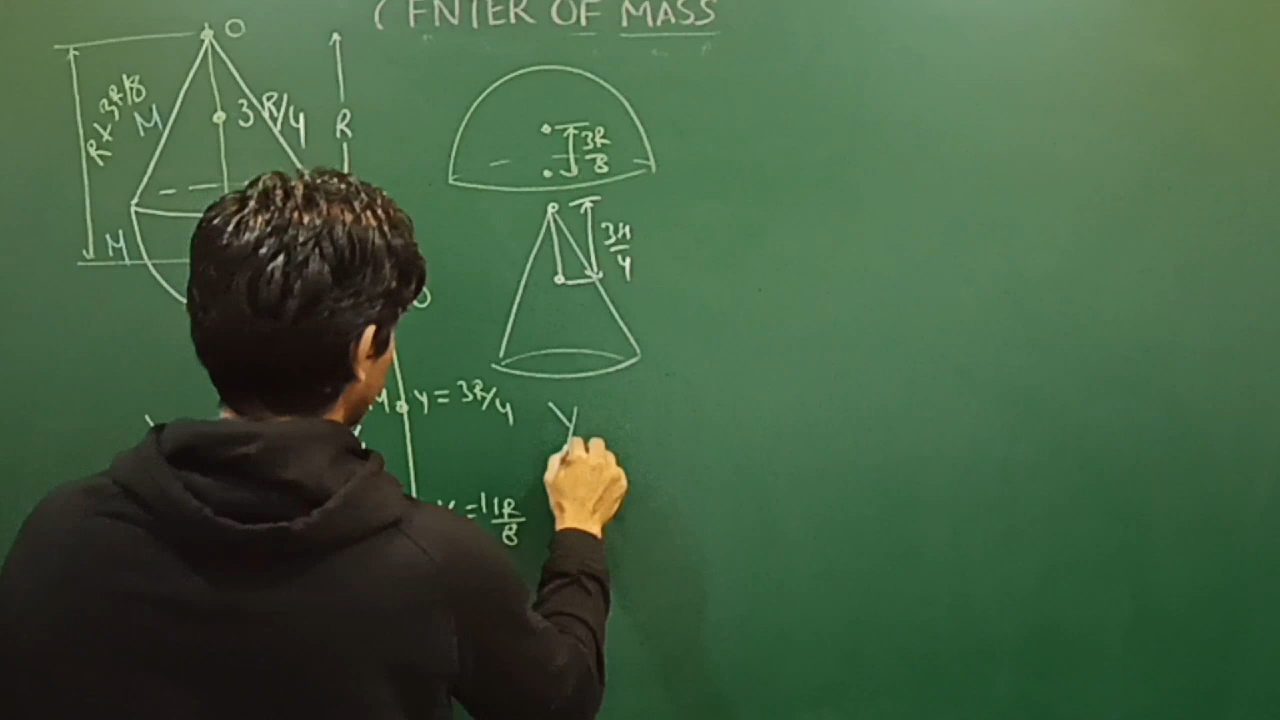 CENTER OF MASS
O
R+3R/8
M
3R/4
R
M
3R/8
3H/4
Y = 3R/4
= 11R/8
Y